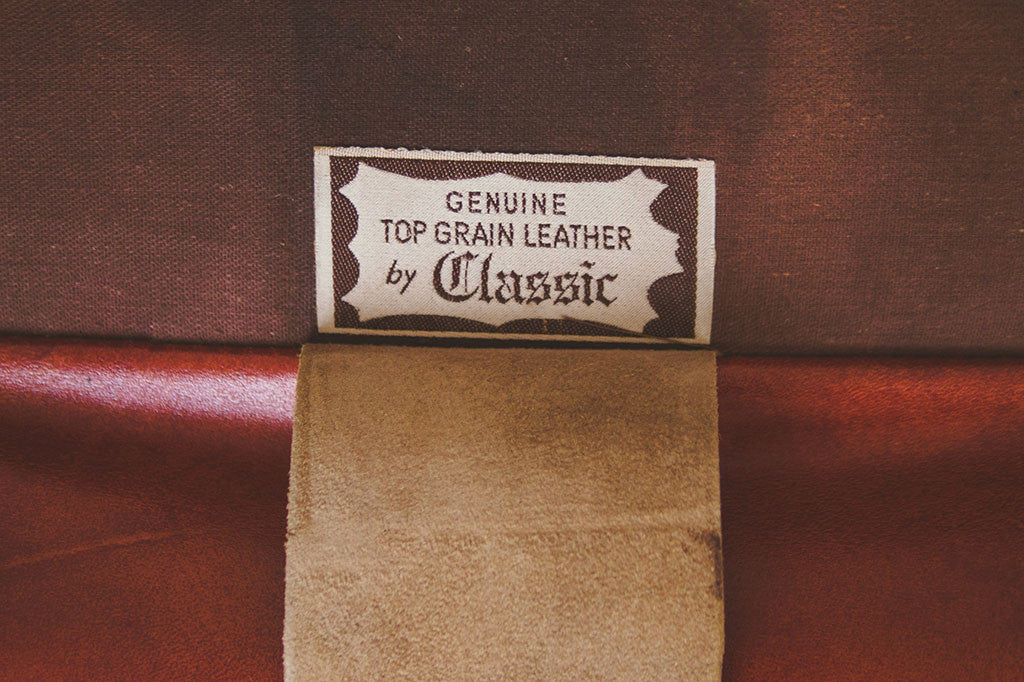 GENUINE
TOP GRAIN LEATHER
by Classic